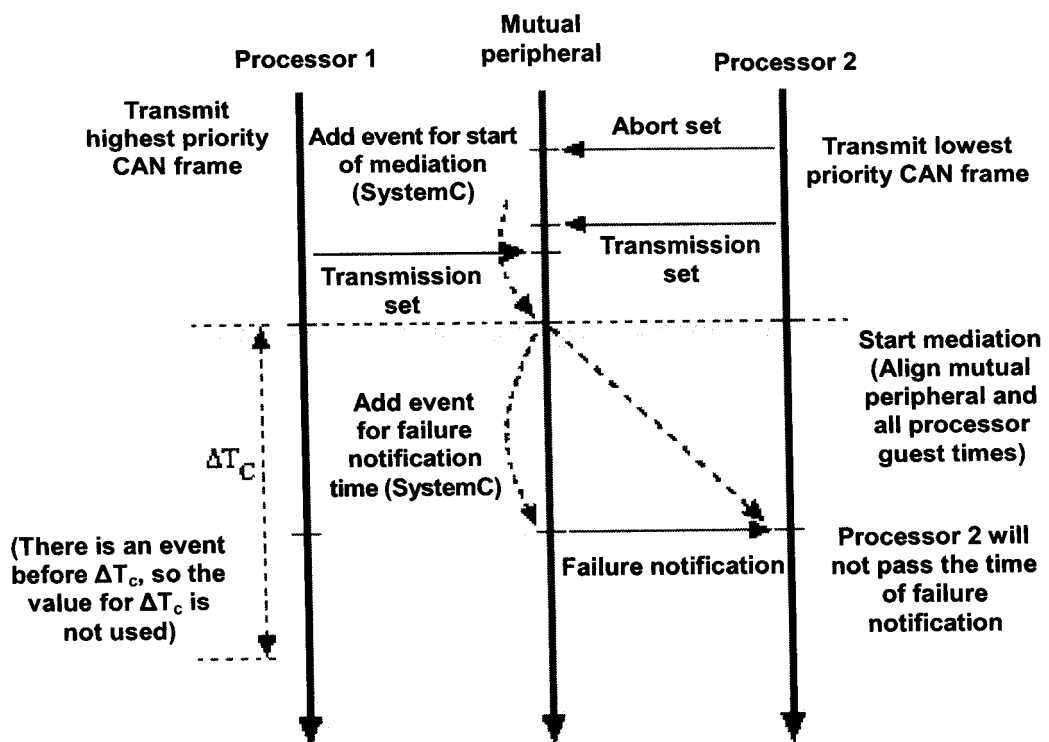 Mutual
peripheral
Processor 1
Processor 2
Transmit
highest priority
CAN frame
Add event for start
of mediation
(SystemC)
Abort set
Transmit lowest
priority CAN frame
Transmission
set
Transmission
set
Start mediation
(Align mutual
peripheral and
all processor
guest times)
Add event
for failure
notification
time (SystemC)
ΔT_C
(There is an event
before ΔT_c, so the
value for ΔT_c is
not used)
Failure notification
Processor 2 will
not pass the time
of failure
notification